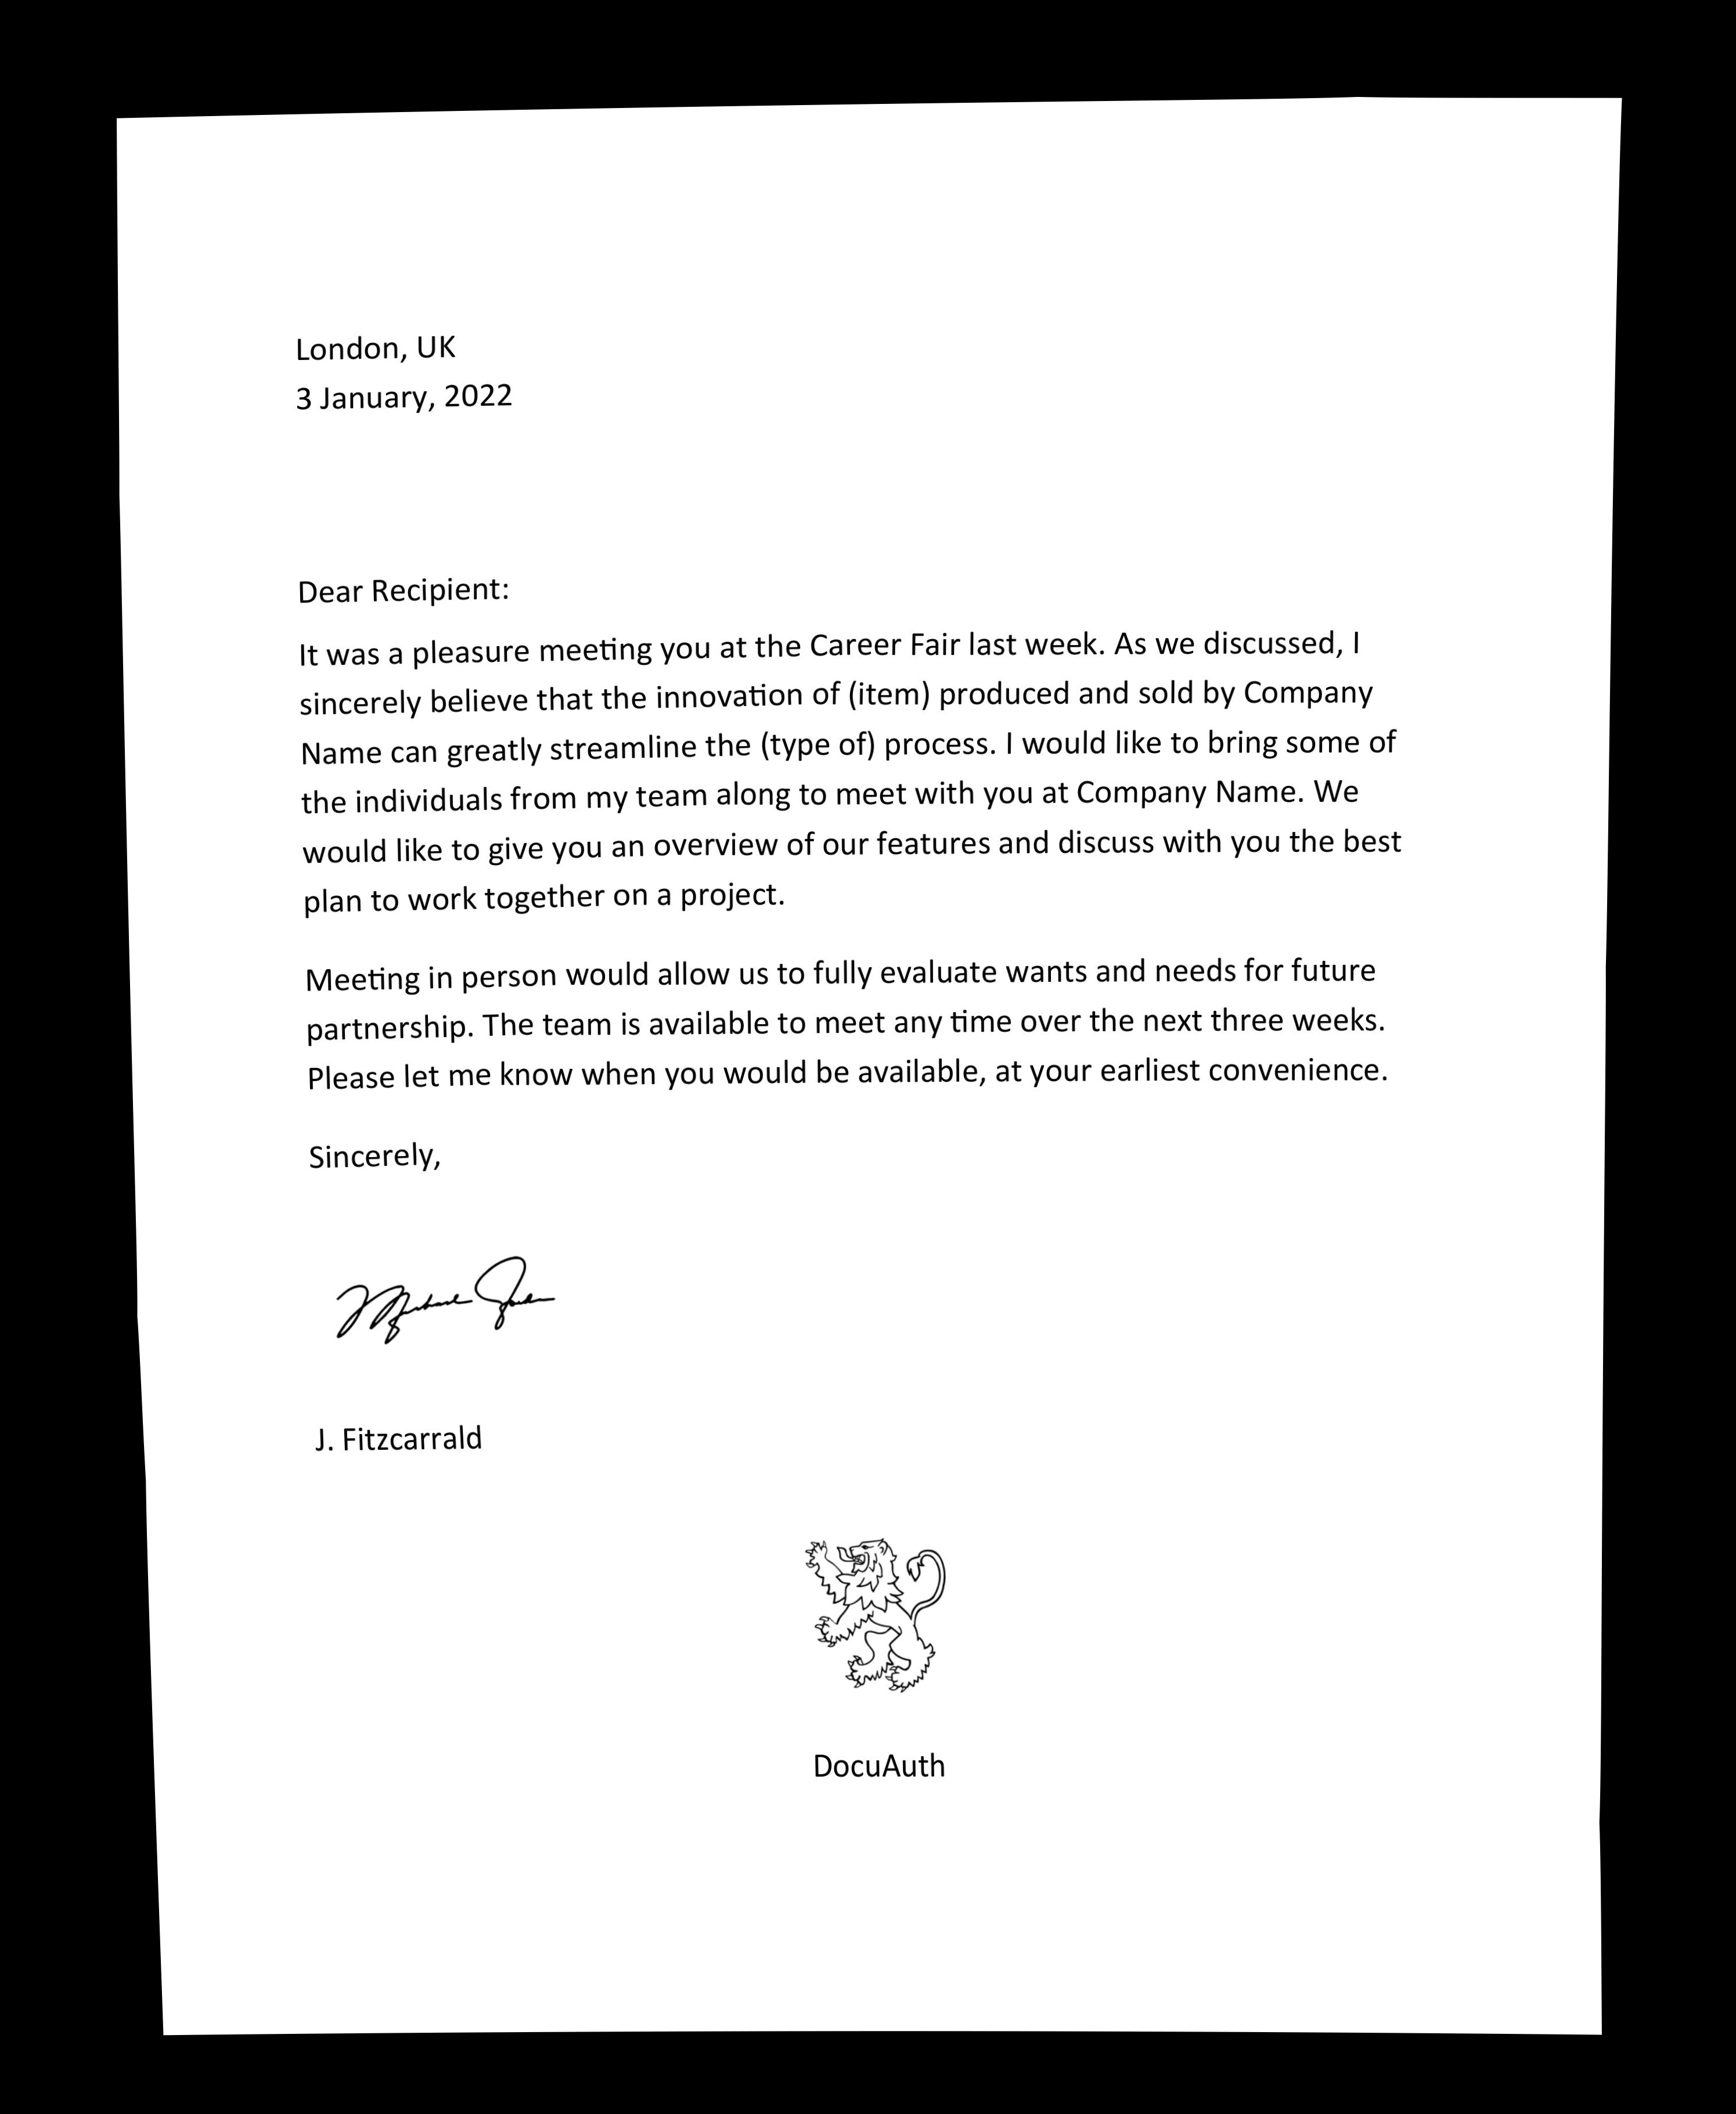 London, UK
3 January, 2022
Dear Recipient:
It was a pleasure meeting you at the Career Fair last week. As we discussed, I
sincerely believe that the innovation of (item) produced and sold by Company
Name can greatly streamline the (type of) process. I would like to bring some of
the individuals from my team along to meet with you at Company Name. We
would like to give you an overview of our features and discuss with you the best
plan to work together on a project.
Meeting in person would allow us to fully evaluate wants and needs for future
partnership. The team is available to meet any time over the next three weeks.
Please let me know when you would be available, at your earliest convenience.
Sincerely,
J. Fitzcarrald
DocuAuth